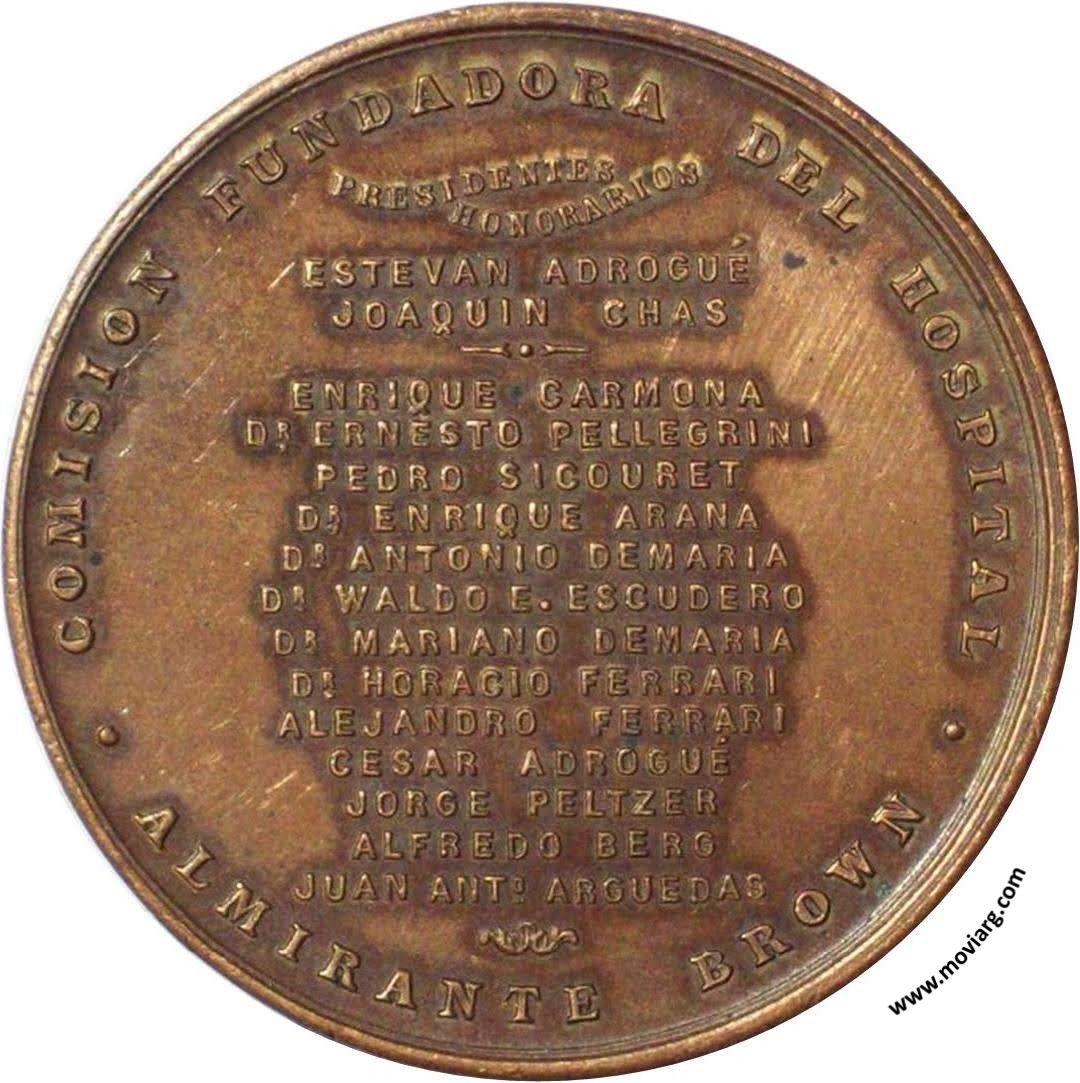 COMISION FUNDADORA DEL HOSPITAL
PRESIDENTES
HONORARIOS
ESTEVAN ADROGUÉ
JOAQUIN CHAS
ENRIQUE CARMONA
Dr. ERNESTO PELLEGRINI
PEDRO SICOURET
Dr. ENRIQUE ARANA
Dr. ANTONIO DEMARIA
Dr. WALDO E. ESCUDERO
Dr. MARIANO DEMARIA
Dr. HORACIO FERRARI
ALEJANDRO FERRARI
CESAR ADROGUÉ
JORGE PELTZER
ALFREDO BERG
JUAN ANTº ARGUEDAS
ALMIRANTE BROWN
www.moviarg.com